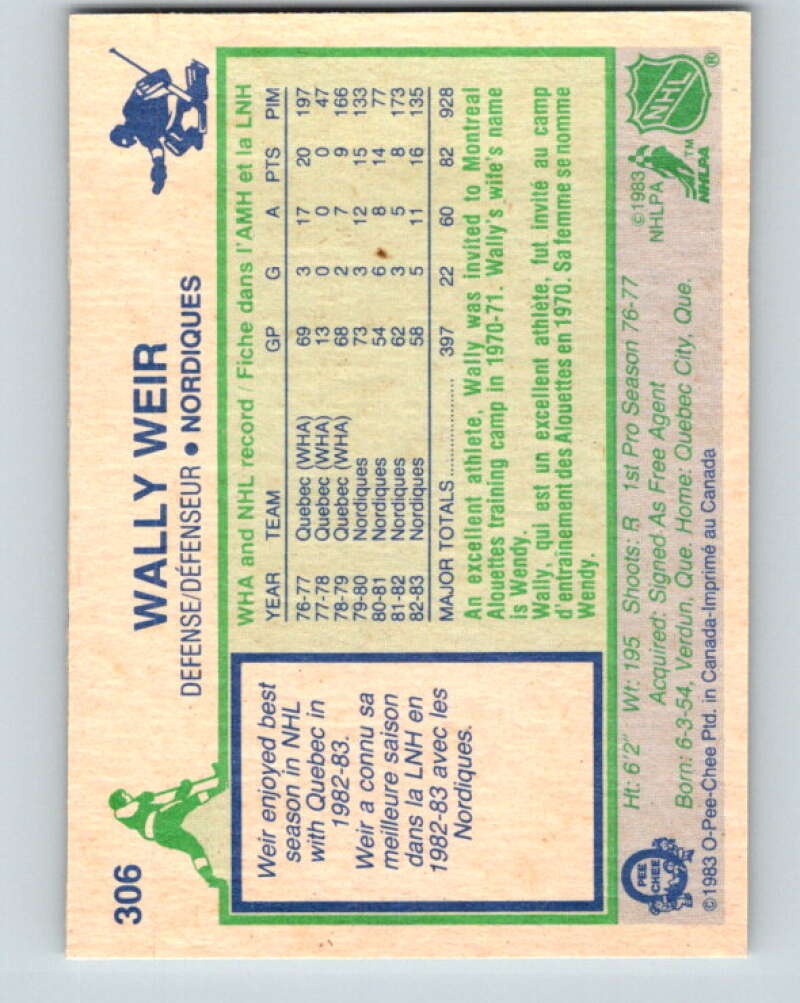 306
WALLY WEIR
DEFENSE/DÉFENSEUR • NORDIQUES
Weir enjoyed best
season in NHL
with Quebec in
1982-83.
Weir a connu sa
meilleure saison
dans la LNH en
1982-83 avec les
Nordiques.
WHA and NHL record / Fiche dans l'AMH et la LNH
YEAR TEAM GP G A PTS PIM
76-77 Quebec (WHA) 69 3 17 20 197
77-78 Quebec (WHA) 13 0 0 0 47
78-79 Quebec (WHA) 68 2 7 9 166
79-80 Nordiques 73 3 12 15 133
80-81 Nordiques 54 6 8 14 77
81-82 Nordiques 62 3 5 8 173
82-83 Nordiques 58 5 11 16 135
MAJOR TOTALS .............. 397 22 60 82 928
An excellent athlete, Wally was invited to Montreal
Alouettes training camp in 1970-71. Wally's wife's name
is Wendy.
Wally, qui est un excellent athlète, fut invité au camp
d'entraînement des Alouettes en 1970. Sa femme se nomme
Wendy.
Ht: 6'2" Wt: 195 Shoots: R 1st Pro Season 76-77
Acquired: Signed As Free Agent
Born: 6-3-54, Verdun, Que. Home: Quebec City, Que.
©1983 O-Pee-Chee Ptd. in Canada-Imprimé au Canada
O
PEE
CHEE
©1983
NHLPA
NHL
®
TM
NHLPA